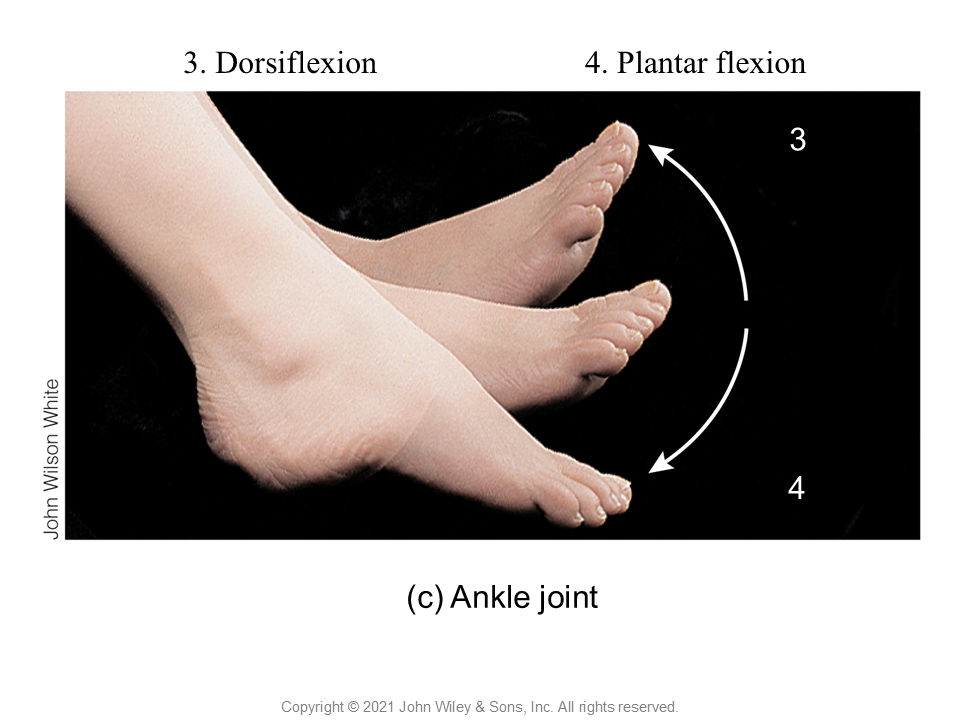 3. Dorsiflexion
4. Plantar flexion
3
4
John Wilson White
(c) Ankle joint
Copyright © 2021 John Wiley & Sons, Inc. All rights reserved.